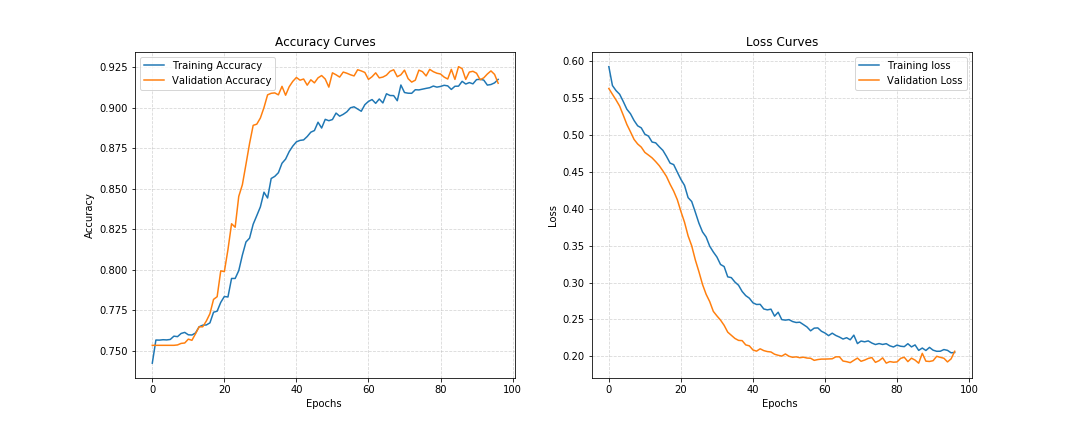 Accuracy Curves
Training Accuracy
Validation Accuracy
0.925
0.900
0.875
0.850
0.825
0.800
0.775
0.750
Accuracy
0 20 40 60 80 100
Epochs
Loss Curves
Training loss
Validation Loss
0.60
0.55
0.50
0.45
0.40
0.35
0.30
0.25
0.20
Loss
0 20 40 60 80 100
Epochs